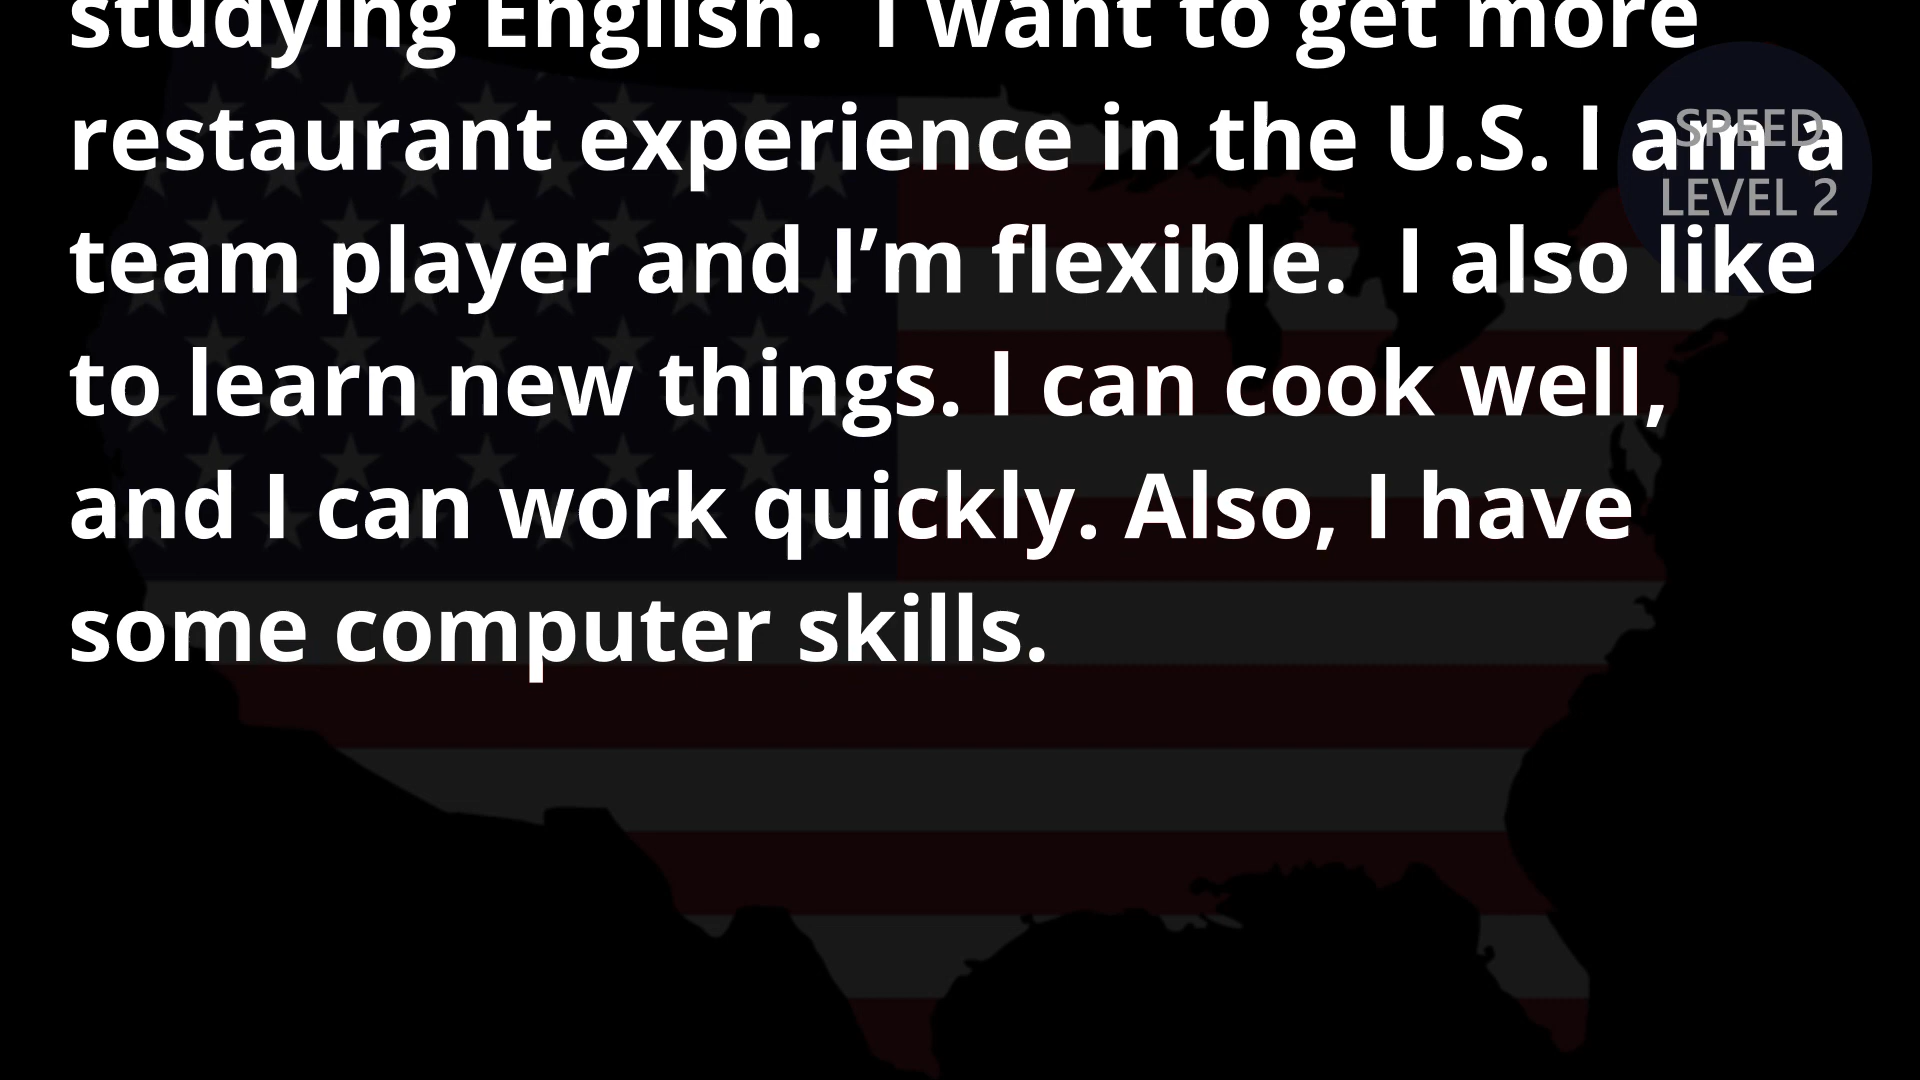 studying English.  I want to get more
restaurant experience in the U.S. I am a
team player and I’m flexible.  I also like
to learn new things. I can cook well,
and I can work quickly. Also, I have
some computer skills.
SPEED
LEVEL 2